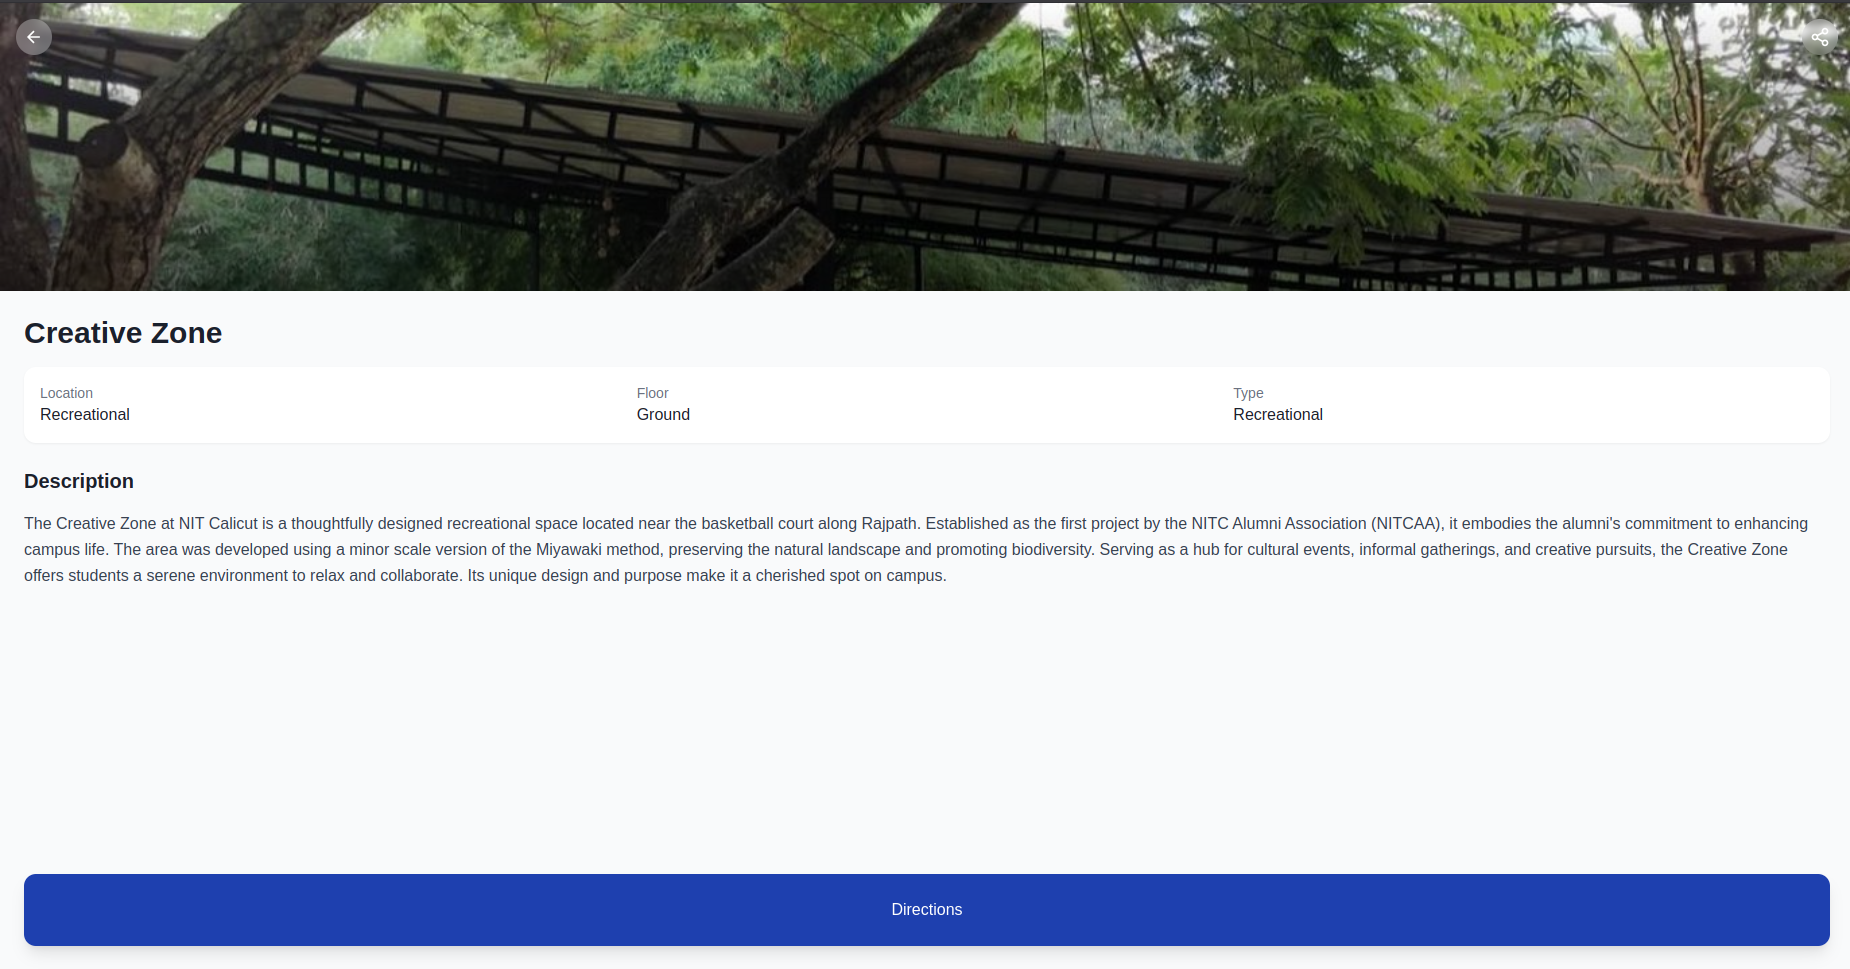 Creative Zone
Location
Recreational
Floor
Ground
Type
Recreational
Description
The Creative Zone at NIT Calicut is a thoughtfully designed recreational space located near the basketball court along Rajpath. Established as the first project by the NITC Alumni Association (NITCAA), it embodies the alumni's commitment to enhancing
campus life. The area was developed using a minor scale version of the Miyawaki method, preserving the natural landscape and promoting biodiversity. Serving as a hub for cultural events, informal gatherings, and creative pursuits, the Creative Zone
offers students a serene environment to relax and collaborate. Its unique design and purpose make it a cherished spot on campus.
Directions